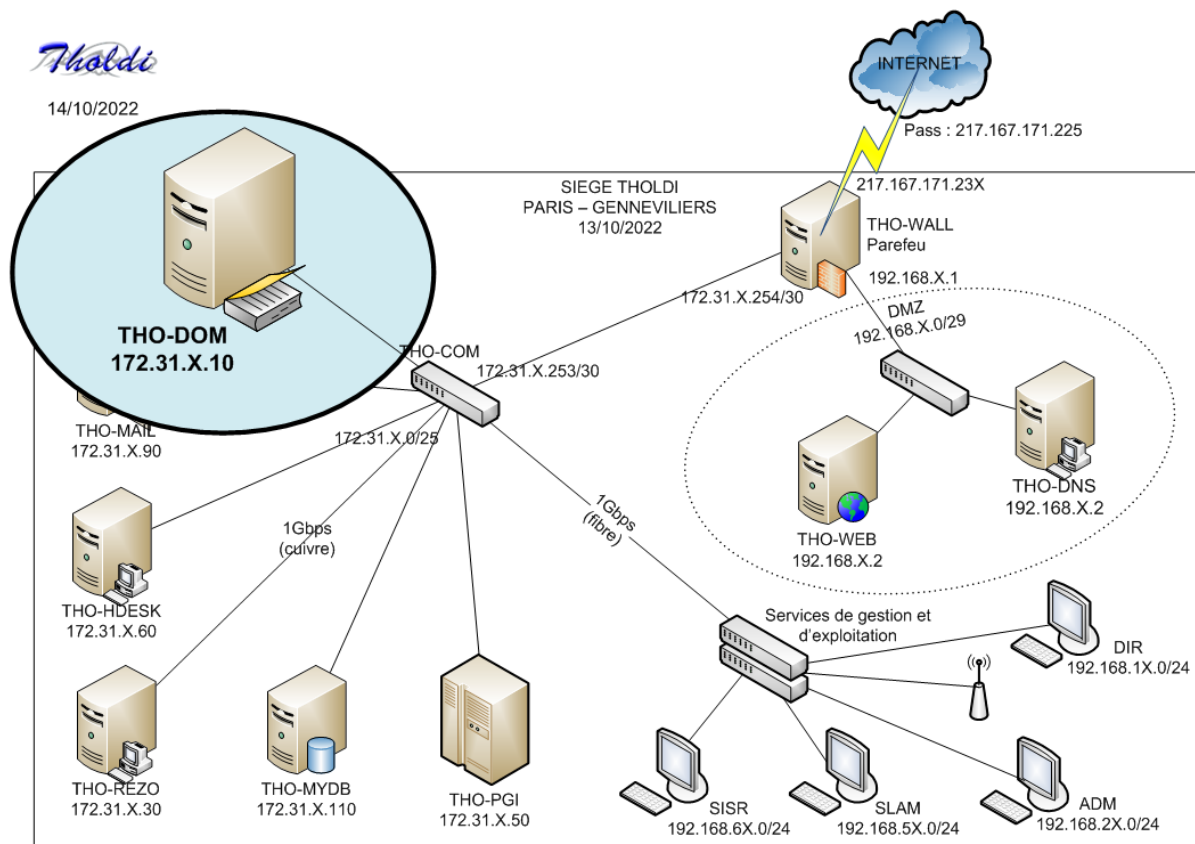 Tholdi
14/10/2022
INTERNET
Pass : 217.167.171.225
SIEGE THOLDI
PARIS – GENNEVILIERS
13/10/2022
217.167.171.23X
THO-WALL
Parefeu
172.31.X.254/30
192.168.X.1
DMZ
192.168.X.0/29
THO-DOM
172.31.X.10
THO-COM
172.31.X.253/30
THO-MAIL
172.31.X.90
172.31.X.0/25
THO-DNS
192.168.X.2
THO-WEB
192.168.X.2
1Gbps
(cuivre)
1Gbps
(fibre)
THO-HDESK
172.31.X.60
Services de gestion et
d'exploitation
DIR
192.168.1X.0/24
THO-REZO
172.31.X.30
THO-MYDB
172.31.X.110
THO-PGI
172.31.X.50
SISR
192.168.6X.0/24
SLAM
192.168.5X.0/24
ADM
192.168.2X.0/24